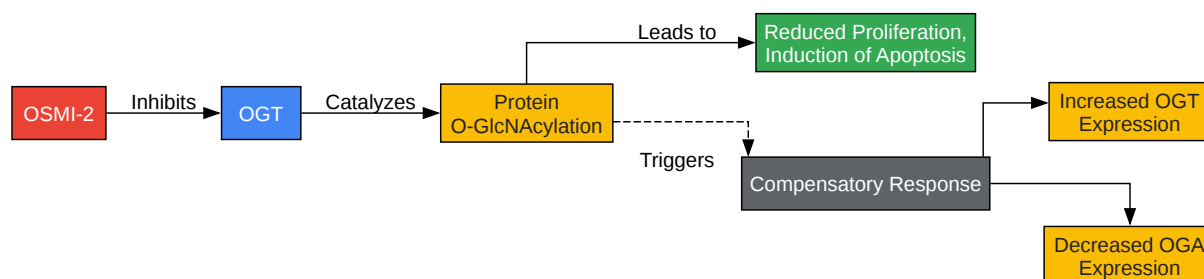 OSMI-2
Inhibits
OGT
Catalyzes
Protein
O-GlcNAcylation
Leads to
Reduced Proliferation,
Induction of Apoptosis
Triggers
Compensatory Response
Increased OGT
Expression
Decreased OGA
Expression